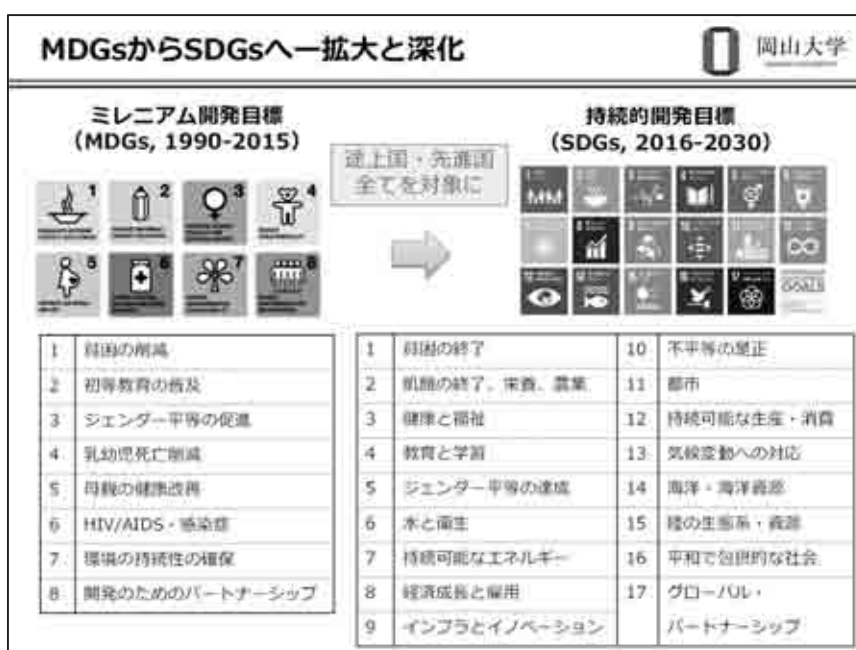 MDGsからSDGsへー拡大と深化
岡山大学
ミレニアム開発目標
(MDGs, 1990-2015)
途上国・先進国
全てを対象に
持続的開発目標
(SDGs, 2016-2030)
1
2
3
4
5
6
7
8
GOALS
1 貧困の削減
2 初等教育の普及
3 ジェンダー平等の促進
4 乳幼児死亡削減
5 母親の健康改善
6 HIV/AIDS・感染症
7 環境の持続性の確保
8 開発のためのパートナーシップ
1 貧困の終了
2 飢餓の終了、栄養、農業
3 健康と福祉
4 教育と学習
5 ジェンダー平等の達成
6 水と衛生
7 持続可能なエネルギー
8 経済成長と雇用
9 インフラとイノベーション
10 不平等の是正
11 都市
12 持続可能な生産・消費
13 気候変動への対応
14 海洋・海洋資源
15 陸の生態系・資源
16 平和で包摂的な社会
17 グローバル・
パートナーシップ